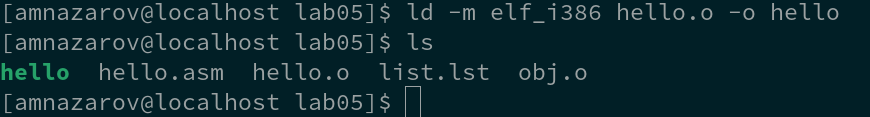 [amnazarov@localhost lab05]$ ld -m elf_i386 hello.o -o hello
[amnazarov@localhost lab05]$ ls
hello  hello.asm  hello.o  list.lst  obj.o
[amnazarov@localhost lab05]$